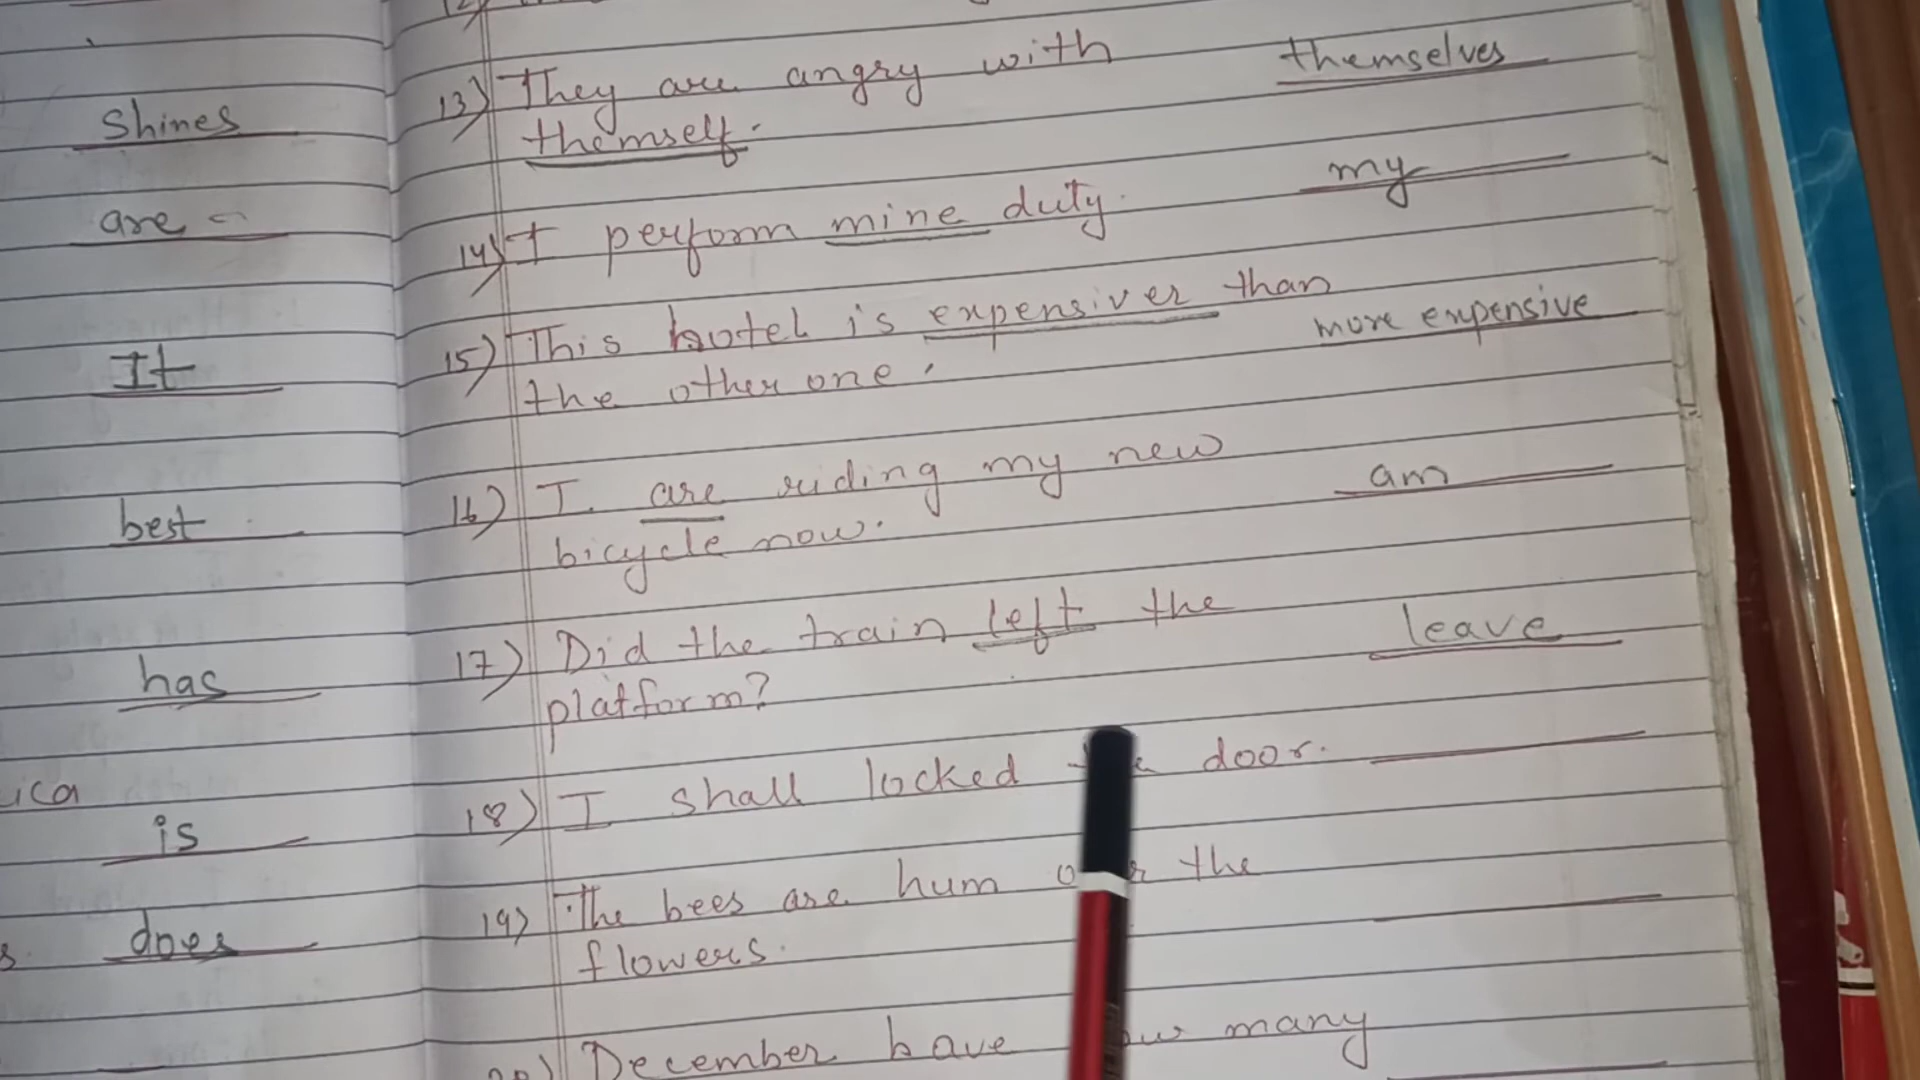 Shines
are
It
best
has
ica
is
s. does
13) They are angry with themselves
themself.
14) I perform mine duty. my
15) This hotel is expensiver than more expensive
the other one.
16) I are riding my new am
bicycle now.
17) Did the train left the leave
platform?
18) I shall locked door.
19) The bees are hum the
flowers.
December have many